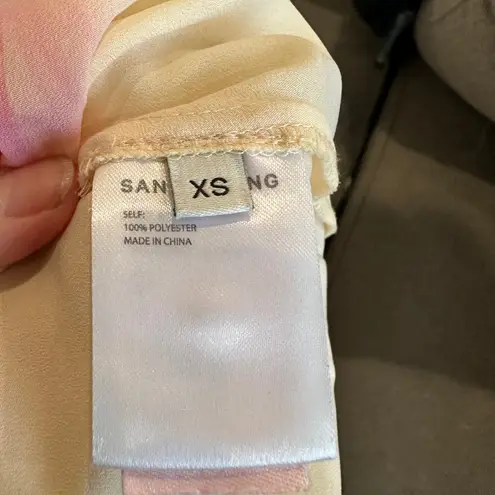 SAN
XS
NG
SELF:
100% POLYESTER
MADE IN CHINA